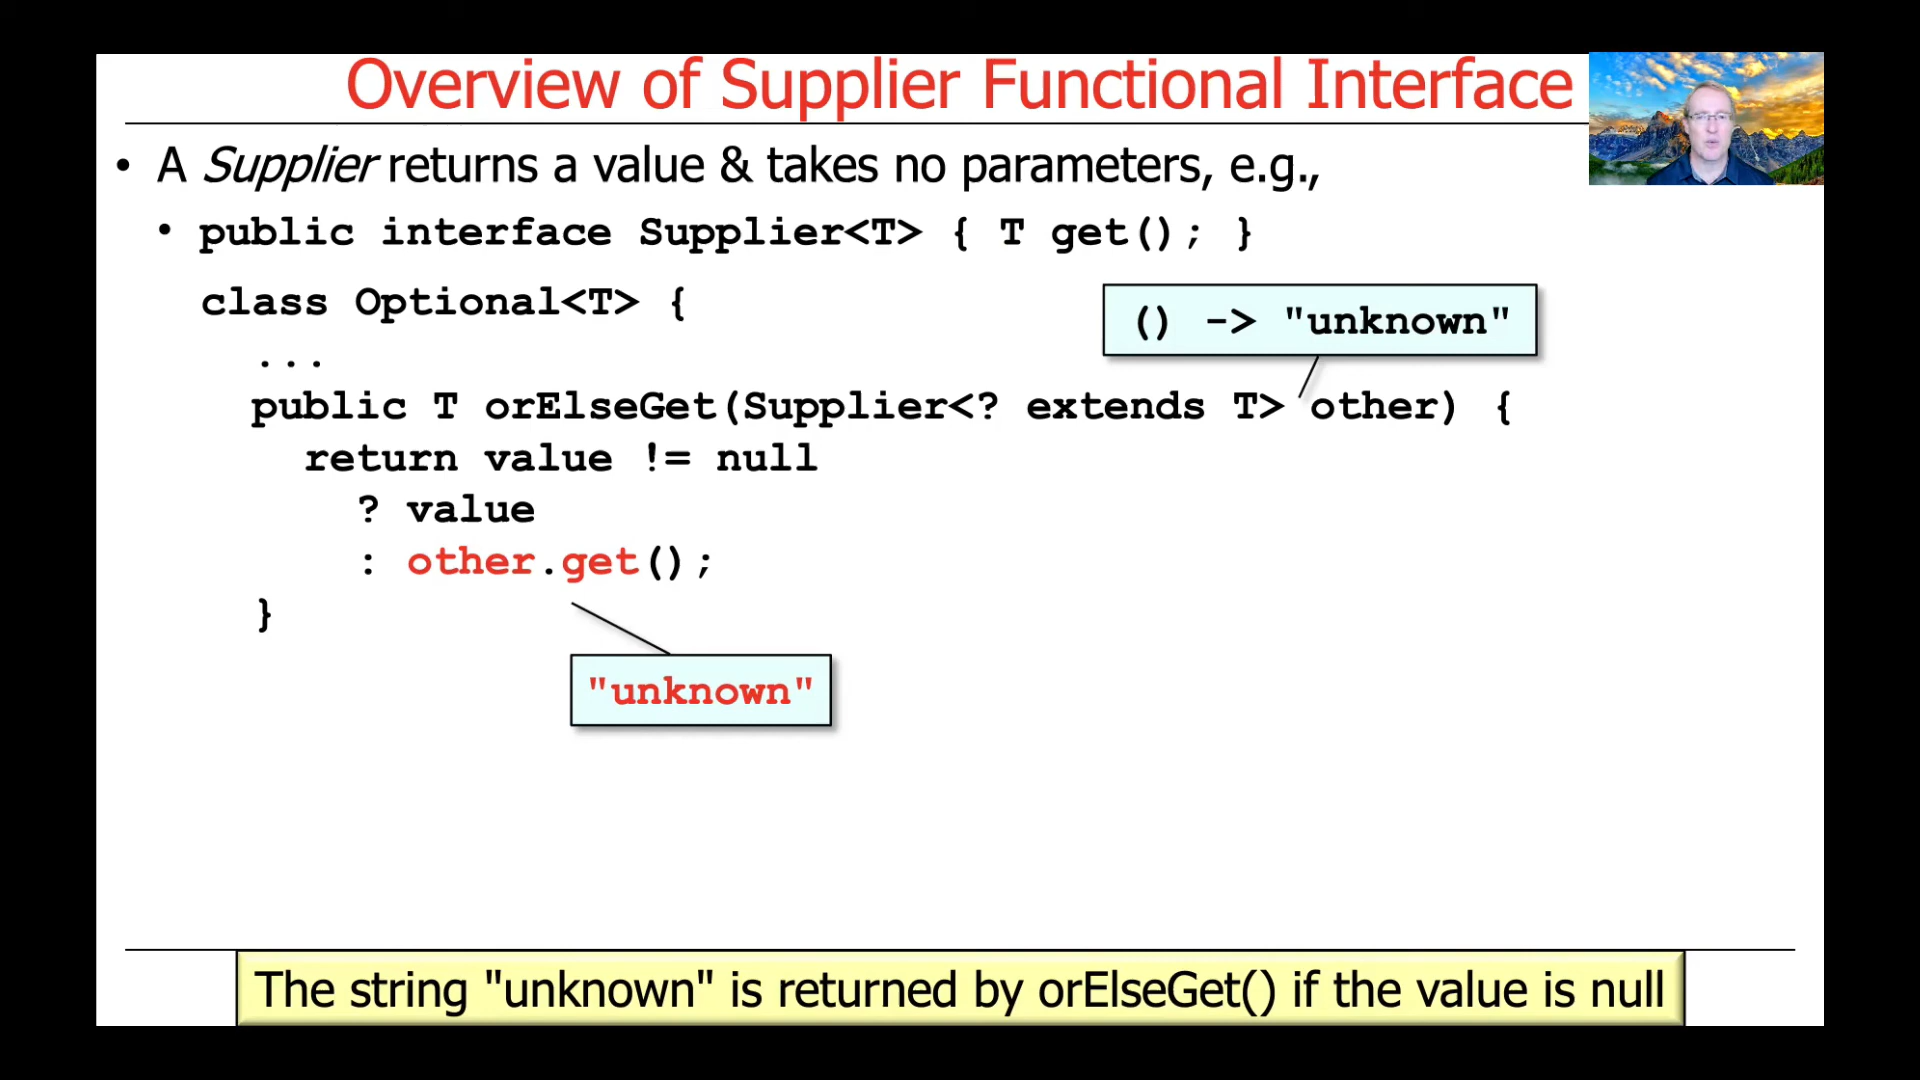 Overview of Supplier Functional Interface
• A Supplier returns a value & takes no parameters, e.g.,
• public interface Supplier<T> { T get(); }
class Optional<T> {
() -> "unknown"
...
public T orElseGet(Supplier<? extends T> other) {
return value != null
? value
: other.get();
}
"unknown"
The string "unknown" is returned by orElseGet() if the value is null